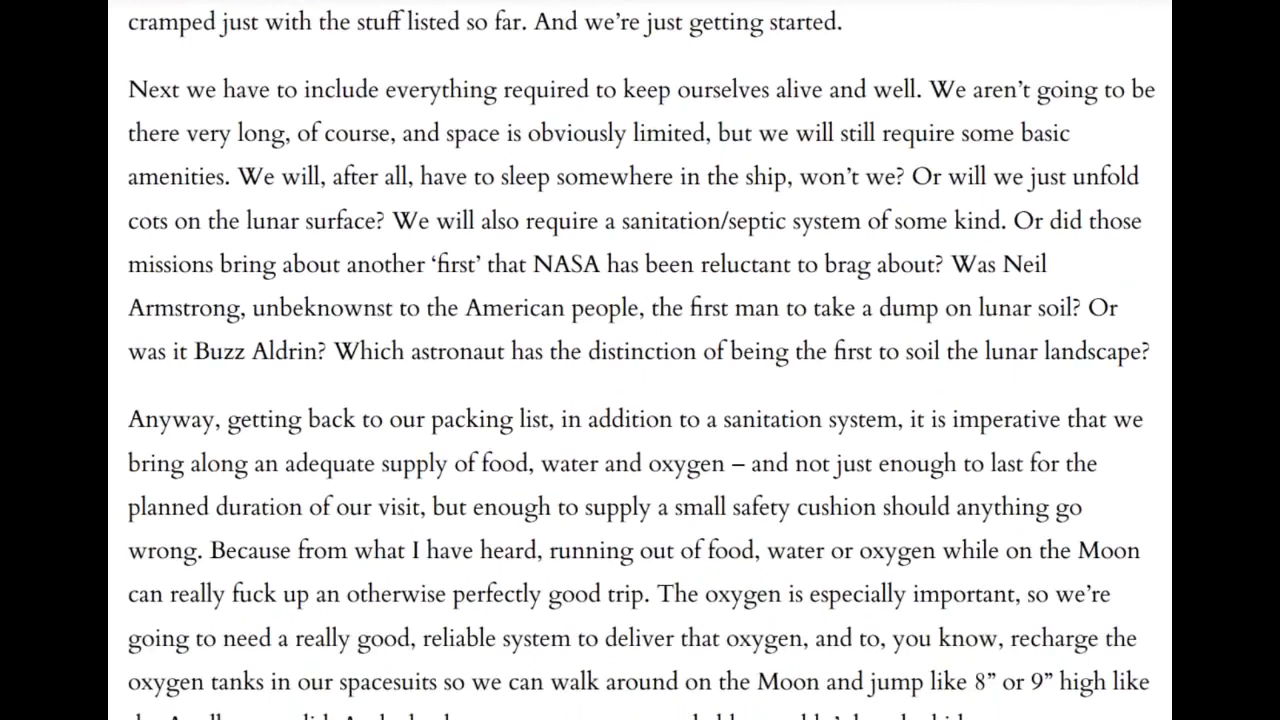 cramped just with the stuff listed so far. And we’re just getting started.
Next we have to include everything required to keep ourselves alive and well. We aren’t going to be
there very long, of course, and space is obviously limited, but we will still require some basic
amenities. We will, after all, have to sleep somewhere in the ship, won’t we? Or will we just unfold
cots on the lunar surface? We will also require a sanitation/septic system of some kind. Or did those
missions bring about another ‘first’ that NASA has been reluctant to brag about? Was Neil
Armstrong, unbeknownst to the American people, the first man to take a dump on lunar soil? Or
was it Buzz Aldrin? Which astronaut has the distinction of being the first to soil the lunar landscape?
Anyway, getting back to our packing list, in addition to a sanitation system, it is imperative that we
bring along an adequate supply of food, water and oxygen – and not just enough to last for the
planned duration of our visit, but enough to supply a small safety cushion should anything go
wrong. Because from what I have heard, running out of food, water or oxygen while on the Moon
can really fuck up an otherwise perfectly good trip. The oxygen is especially important, so we’re
going to need a really good, reliable system to deliver that oxygen, and to, you know, recharge the
oxygen tanks in our spacesuits so we can walk around on the Moon and jump like 8” or 9” high like